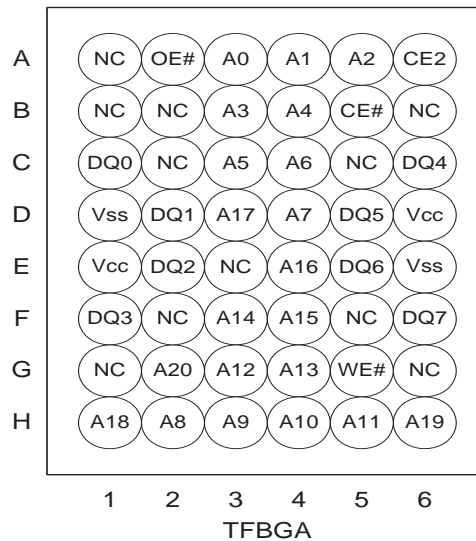 A NC OE# A0 A1 A2 CE2
B NC NC A3 A4 CE# NC
C DQ0 NC A5 A6 NC DQ4
D Vss DQ1 A17 A7 DQ5 Vcc
E Vcc DQ2 NC A16 DQ6 Vss
F DQ3 NC A14 A15 NC DQ7
G NC A20 A12 A13 WE# NC
H A18 A8 A9 A10 A11 A19
1 2 3 4 5 6
TFBGA